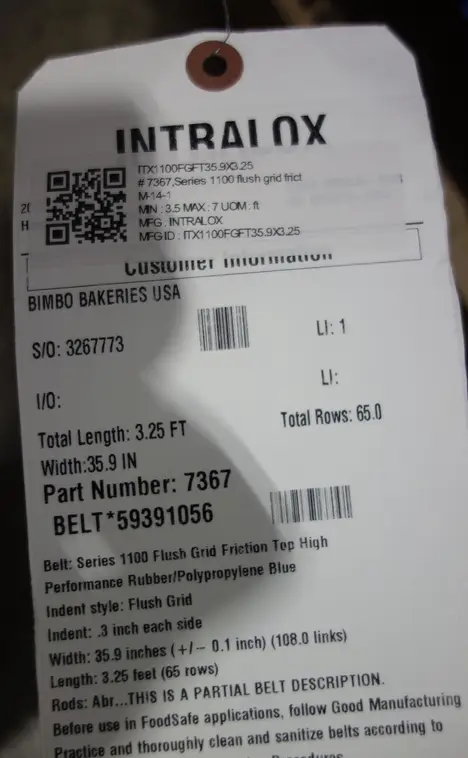 INTRALOX
ITX1100FGFT35.9X3.25
# 7367,Series 1100 flush grid frict
M-14-1
MIN : 3.5 MAX : 7 UOM : ft
MFG : INTRALOX
MFG ID : ITX1100FGFT35.9X3.25
Customer Information
BIMBO BAKERIES USA
S/O: 3267773
LI: 1
I/O:
LI:
Total Length: 3.25 FT
Total Rows: 65.0
Width:35.9 IN
Part Number: 7367
BELT*59391056
Belt: Series 1100 Flush Grid Friction Top High
Performance Rubber/Polypropylene Blue
Indent style: Flush Grid
Indent: .3 inch each side
Width: 35.9 inches (+/- 0.1 inch) (108.0 links)
Length: 3.25 feet (65 rows)
Rods: Abr...THIS IS A PARTIAL BELT DESCRIPTION.
Before use in FoodSafe applications, follow Good Manufacturing
Practice and thoroughly clean and sanitize belts according to